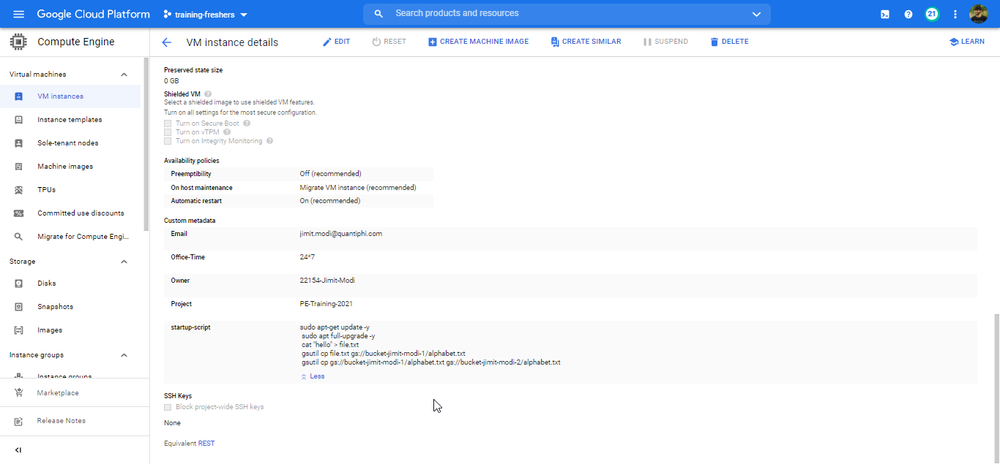 Google Cloud Platform
training-freshers
Search products and resources
21
Compute Engine
VM instance details
EDIT
RESET
CREATE MACHINE IMAGE
CREATE SIMILAR
SUSPEND
DELETE
LEARN
Virtual machines
VM instances
Instance templates
Sole-tenant nodes
Machine images
TPUs
Committed use discounts
Migrate for Compute Engi...
Storage
Disks
Snapshots
Images
Instance groups
Instance groups
Marketplace
Release Notes
Preserved state size
0 GB
Shielded VM
Select a shielded image to use shielded VM features.
Turn on all settings for the most secure configuration.
Turn on Secure Boot
Turn on vTPM
Turn on Integrity Monitoring
Availability policies
Preemptibility Off (recommended)
On host maintenance Migrate VM instance (recommended)
Automatic restart On (recommended)
Custom metadata
Email jimit.modi@quantiphi.com
Office-Time 24*7
Owner 22154-Jimit-Modi
Project PE-Training-2021
startup-script sudo apt-get update -y
sudo apt full-upgrade -y
cat "hello" > file.txt
gsutil cp file.txt gs://bucket-jimit-modi-1/alphabet.txt
gsutil cp gs://bucket-jimit-modi-1/alphabet.txt gs://bucket-jimit-modi-2/alphabet.txt
Less
SSH Keys
Block project-wide SSH keys
None
Equivalent REST